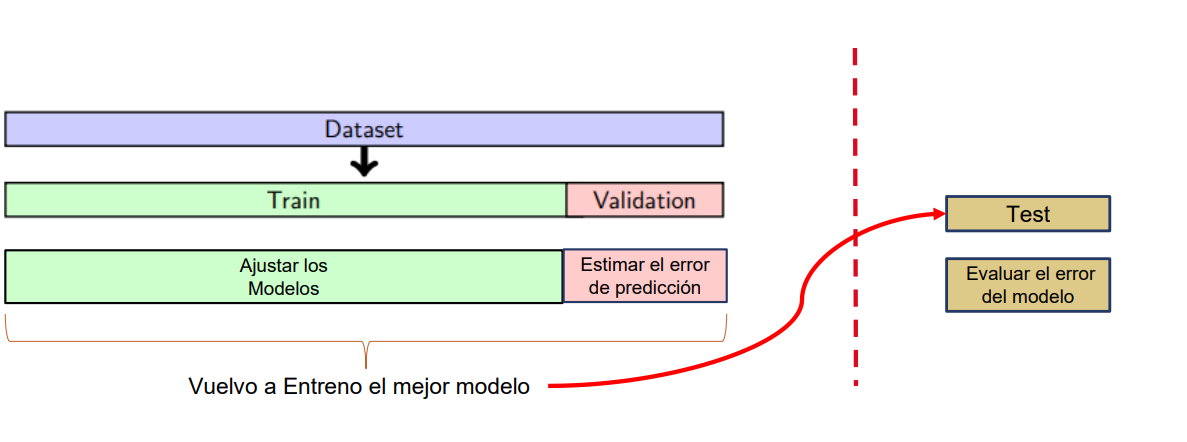 Dataset
Train
Validation
Test
Ajustar los
Modelos
Estimar el error
de predicción
Evaluar el error
del modelo
Vuelvo a Entreno el mejor modelo